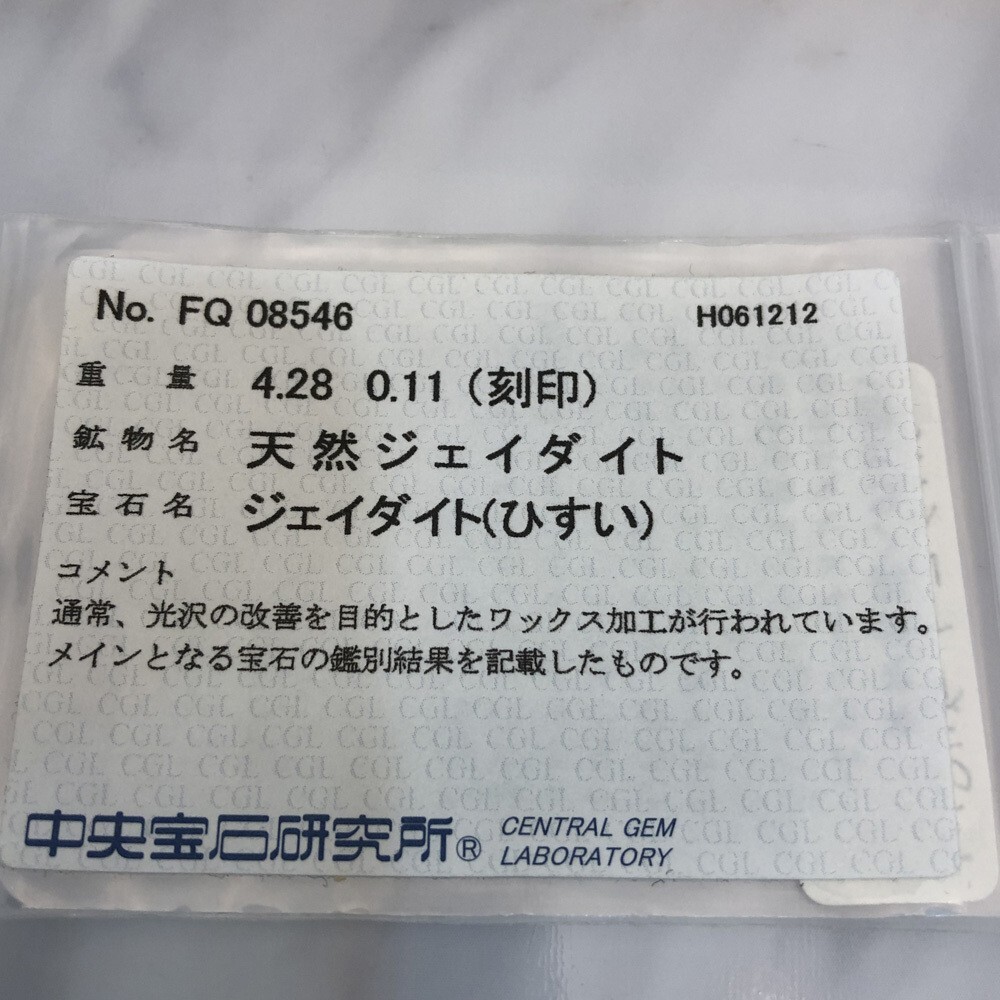 No. FQ 08546 H061212
重量 4.28 0.11 (刻印)
鉱物名 天然ジェイダイト
宝石名 ジェイダイト(ひすい)
コメント
通常、光沢の改善を目的としたワックス加工が行われています。
メインとなる宝石の鑑別結果を記載したものです。
中央宝石研究所® CENTRAL GEM
LABORATORY